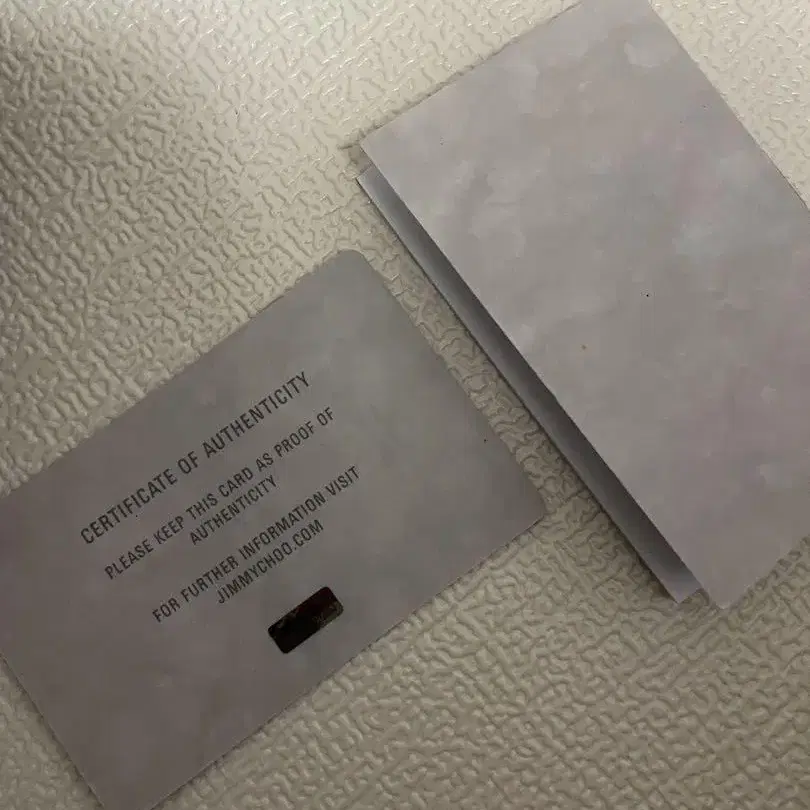 CERTIFICATE OF AUTHENTICITY
PLEASE KEEP THIS CARD AS PROOF OF
AUTHENTICITY
FOR FURTHER INFORMATION VISIT
JIMMYCHOO.COM